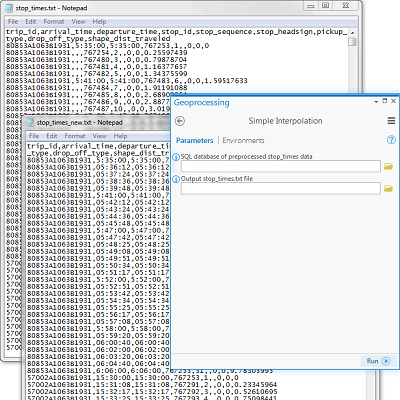 stop_times.txt - Notepad
File Edit Format View Help
trip_id,arrival_time,departure_time,stop_id,stop_sequence,stop_headsign,pickup_
type,drop_off_type,shape_dist_traveled
80853A1063B1931,5:35:00,5:35:00,767253,1,,0,0,0
80853A1063B1931,,,767254,2,,0,0,0.25597439
80853A1063B1931,,,767480,3,,0,0,0.79878704
80853A1063B1931,,,767481,4,,0,0,1.16377657
80853A1063B1931,,,767482,5,,0,0,1.34375599
80853A1063B1931,5:41:00,5:41:00,767483,6,,0,0,1.59517633
80853A1063B1931,,,767484,7,,0,0,1.91191088
80853A1063B1931,,,767485,8,,0,0
80853A1063B1931,,,767486,9,,0,0
80853A1063B1931,,,767487,10,,0,0
stop_times_new.txt - Notepad
File Edit Format View Help
trip_id,arrival_time,departure_ti
_type,drop_off_type,shape_dist_tra
80853A1063B1931,5:35:00,5:35:00,7
80853A1063B1931,05:36:12,05:36:12
80853A1063B1931,05:37:24,05:37:24
80853A1063B1931,05:38:36,05:38:36
80853A1063B1931,05:39:48,05:39:48
80853A1063B1931,5:41:00,5:41:00,7
80853A1063B1931,05:42:12,05:42:12
80853A1063B1931,05:43:24,05:43:24
80853A1063B1931,05:44:36,05:44:36
80853A1063B1931,05:45:48,05:45:48
80853A1063B1931,5:47:00,5:47:00,7
80853A1063B1931,05:47:42,05:47:42
80853A1063B1931,05:48:25,05:48:25
80853A1063B1931,05:49:08,05:49:08
80853A1063B1931,05:49:51,05:49:51
80853A1063B1931,05:50:34,05:50:34
80853A1063B1931,05:51:17,05:51:17
80853A1063B1931,5:52:00,5:52:00,7
80853A1063B1931,05:52:51,05:52:51
80853A1063B1931,05:53:42,05:53:42
80853A1063B1931,05:54:34,05:54:34
80853A1063B1931,05:55:25,05:55:25
80853A1063B1931,05:56:17,05:56:17
80853A1063B1931,05:57:08,05:57:08
80853A1063B1931,5:58:00,5:58:00,7
80853A1063B1931,05:59:20,05:59:20
80853A1063B1931,06:00:40,06:00:40
80853A1063B1931,06:02:00,06:02:00
80853A1063B1931,06:03:20,06:03:20
80853A1063B1931,06:04:40,06:04:40
80853A1063B1931,6:06:00,6:06:00,767253,31,,0,0,9.78303993
57002A1063B1931,15:30:00,15:30:00,767253,1,,0,0,0
57002A1063B1931,15:31:08,15:31:08,767291,2,,0,0,0.23345964
57002A1063B1931,15:32:17,15:32:17,767292,3,,0,0,0.52610695
57002A1063B1931,15:33:25,15:33:25,767293,4,,0,0,0.75098441
Geoprocessing
Simple Interpolation
Parameters | Environments
SQL database of preprocessed stop_times data
Output stop_times.txt file
Run